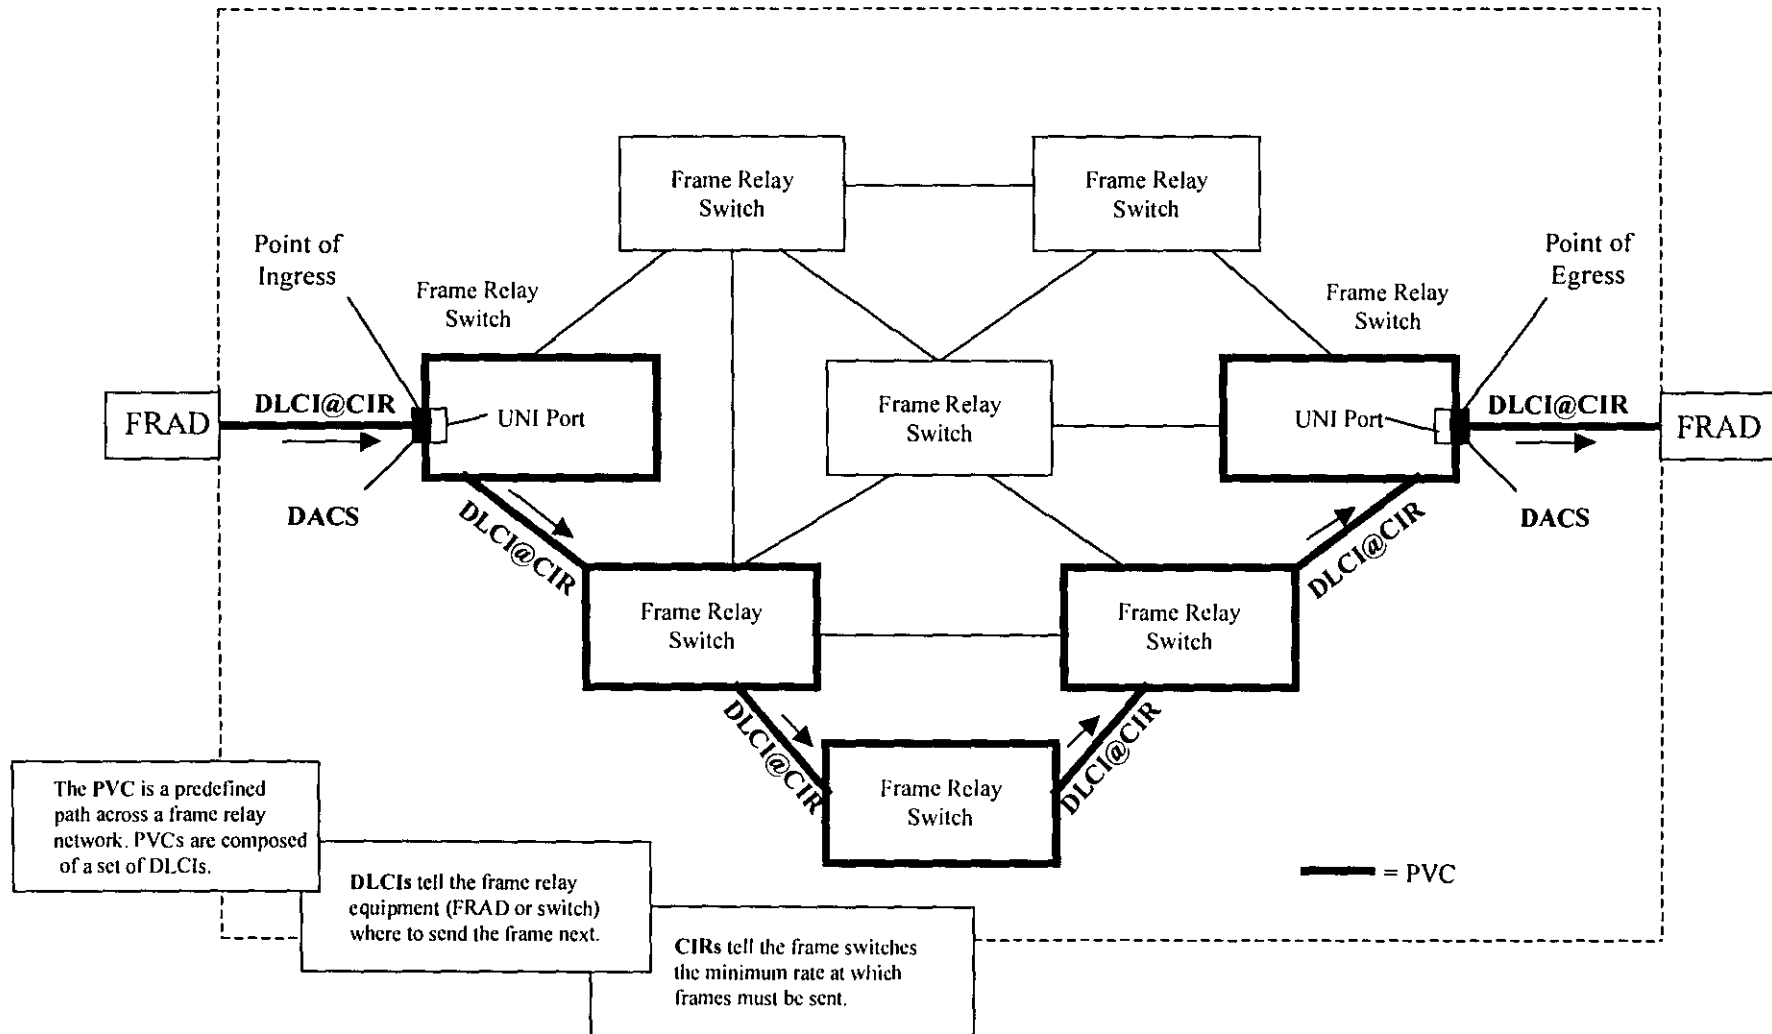 Frame Relay
Switch
Frame Relay
Switch
Point of
Ingress
Point of
Egress
Frame Relay
Switch
Frame Relay
Switch
FRAD
DLCI@CIR
UNI Port
Frame Relay
Switch
UNI Port
DLCI@CIR
FRAD
DACS
DACS
DLCI@CIR
DLCI@CIR
Frame Relay
Switch
Frame Relay
Switch
DLCI@CIR
DLCI@CIR
Frame Relay
Switch
The PVC is a predefined
path across a frame relay
network. PVCs are composed
of a set of DLCIs.
= PVC
DLCIs tell the frame relay
equipment (FRAD or switch)
where to send the frame next.
CIRs tell the frame switches
the minimum rate at which
frames must be sent.